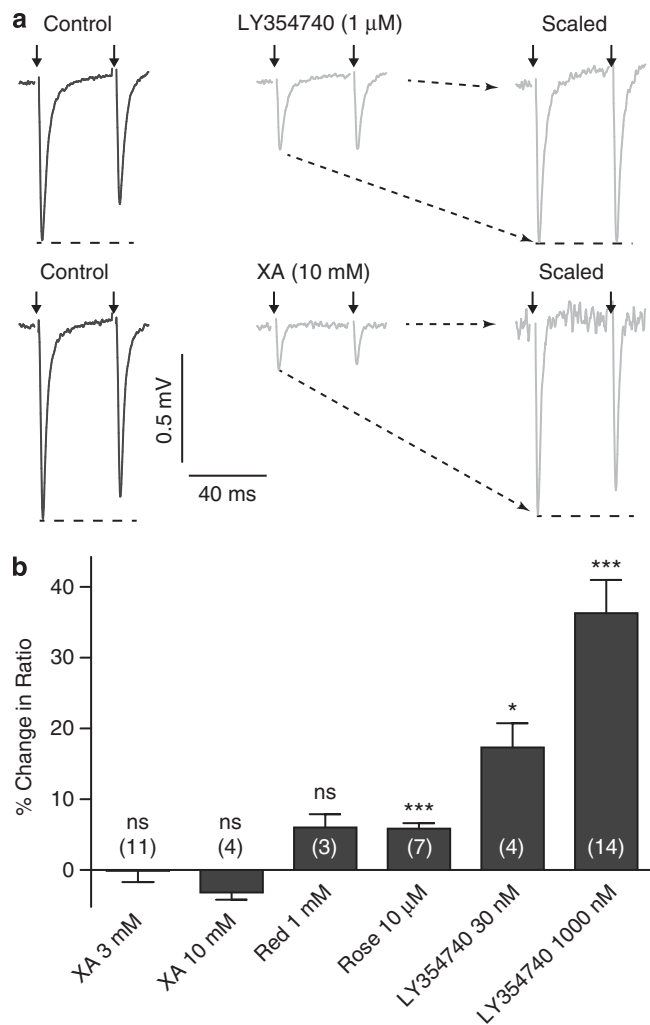 a
Control
LY354740 (1 μM)
Scaled
Control
XA (10 mM)
Scaled
0.5 mV
40 ms
b
% Change in Ratio
40
30
20
10
0
ns
(11)
ns
(4)
ns
(3)
***
(7)
*
(4)
***
(14)
XA 3 mM
XA 10 mM
Red 1 mM
Rose 10 μM
LY354740 30 nM
LY354740 1000 nM